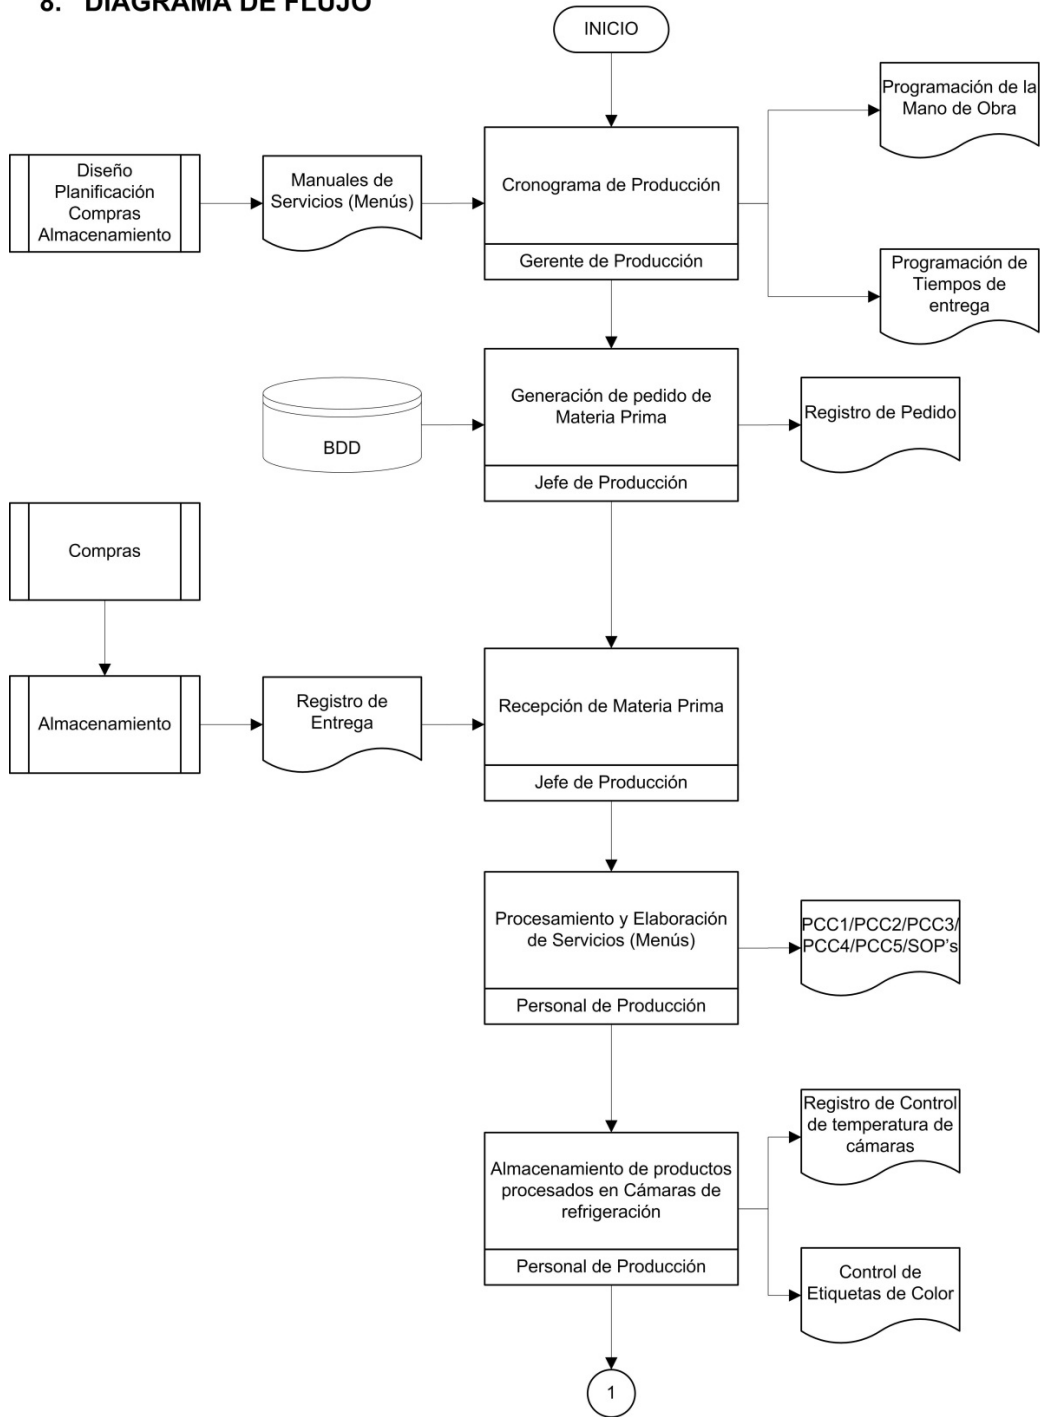 8. DIAGRAMA DE FLUJO
INICIO
Programación de la
Mano de Obra
Diseño
Planificación
Compras
Almacenamiento
Manuales de
Servicios (Menús)
Cronograma de Producción
Gerente de Producción
Programación de
Tiempos de
entrega
BDD
Generación de pedido de
Materia Prima
Jefe de Producción
Registro de Pedido
Compras
Almacenamiento
Registro de
Entrega
Recepción de Materia Prima
Jefe de Producción
Procesamiento y Elaboración
de Servicios (Menús)
Personal de Producción
PCC1/PCC2/PCC3/
PCC4/PCC5/SOP's
Almacenamiento de productos
procesados en Cámaras de
refrigeración
Personal de Producción
Registro de Control
de temperatura de
cámaras
Control de
Etiquetas de Color
1